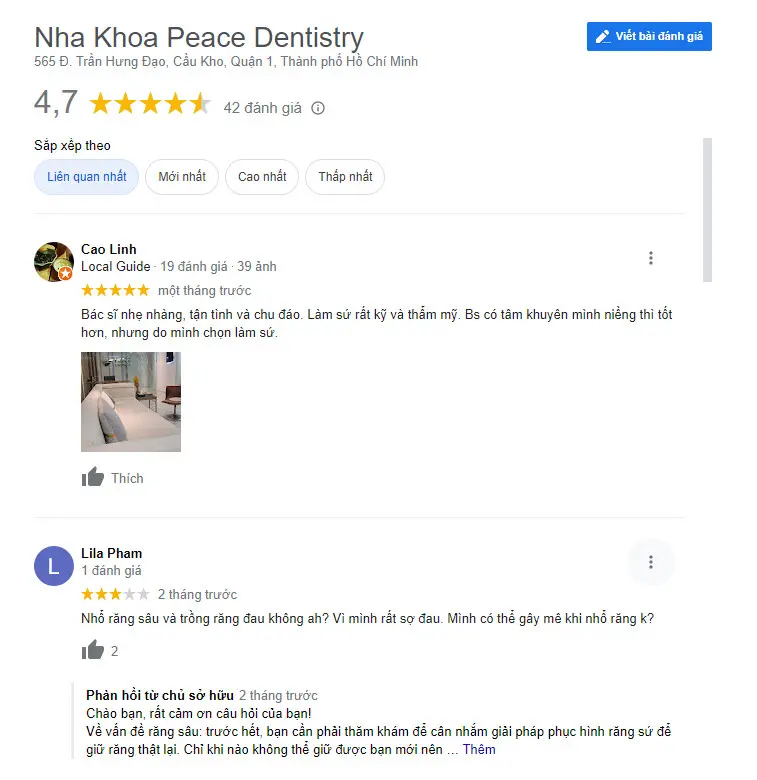 Nha Khoa Peace Dentistry
Viết bài đánh giá
565 Đ. Trần Hưng Đạo, Cầu Kho, Quận 1, Thành phố Hồ Chí Minh
4,7 42 đánh giá
Sắp xếp theo
Liên quan nhất Mới nhất Cao nhất Thấp nhất
Cao Linh
Local Guide · 19 đánh giá · 39 ảnh
một tháng trước
Bác sĩ nhẹ nhàng, tận tình và chu đáo. Làm sứ rất kỹ và thẩm mỹ. Bs có tâm khuyên mình niềng thì tốt
hơn, nhưng do mình chọn làm sứ.
Thích
L
Lila Pham
1 đánh giá
2 tháng trước
Nhổ răng sâu và trồng răng đau không ah? Vì mình rất sợ đau. Mình có thể gây mê khi nhổ răng k?
2
Phản hồi từ chủ sở hữu 2 tháng trước
Chào bạn, rất cảm ơn câu hỏi của bạn!
Về vấn đề răng sâu: trước hết, bạn cần phải thăm khám để cân nhắm giải pháp phục hình răng sứ để
giữ răng thật lại. Chỉ khi nào không thể giữ được bạn mới nên … Thêm